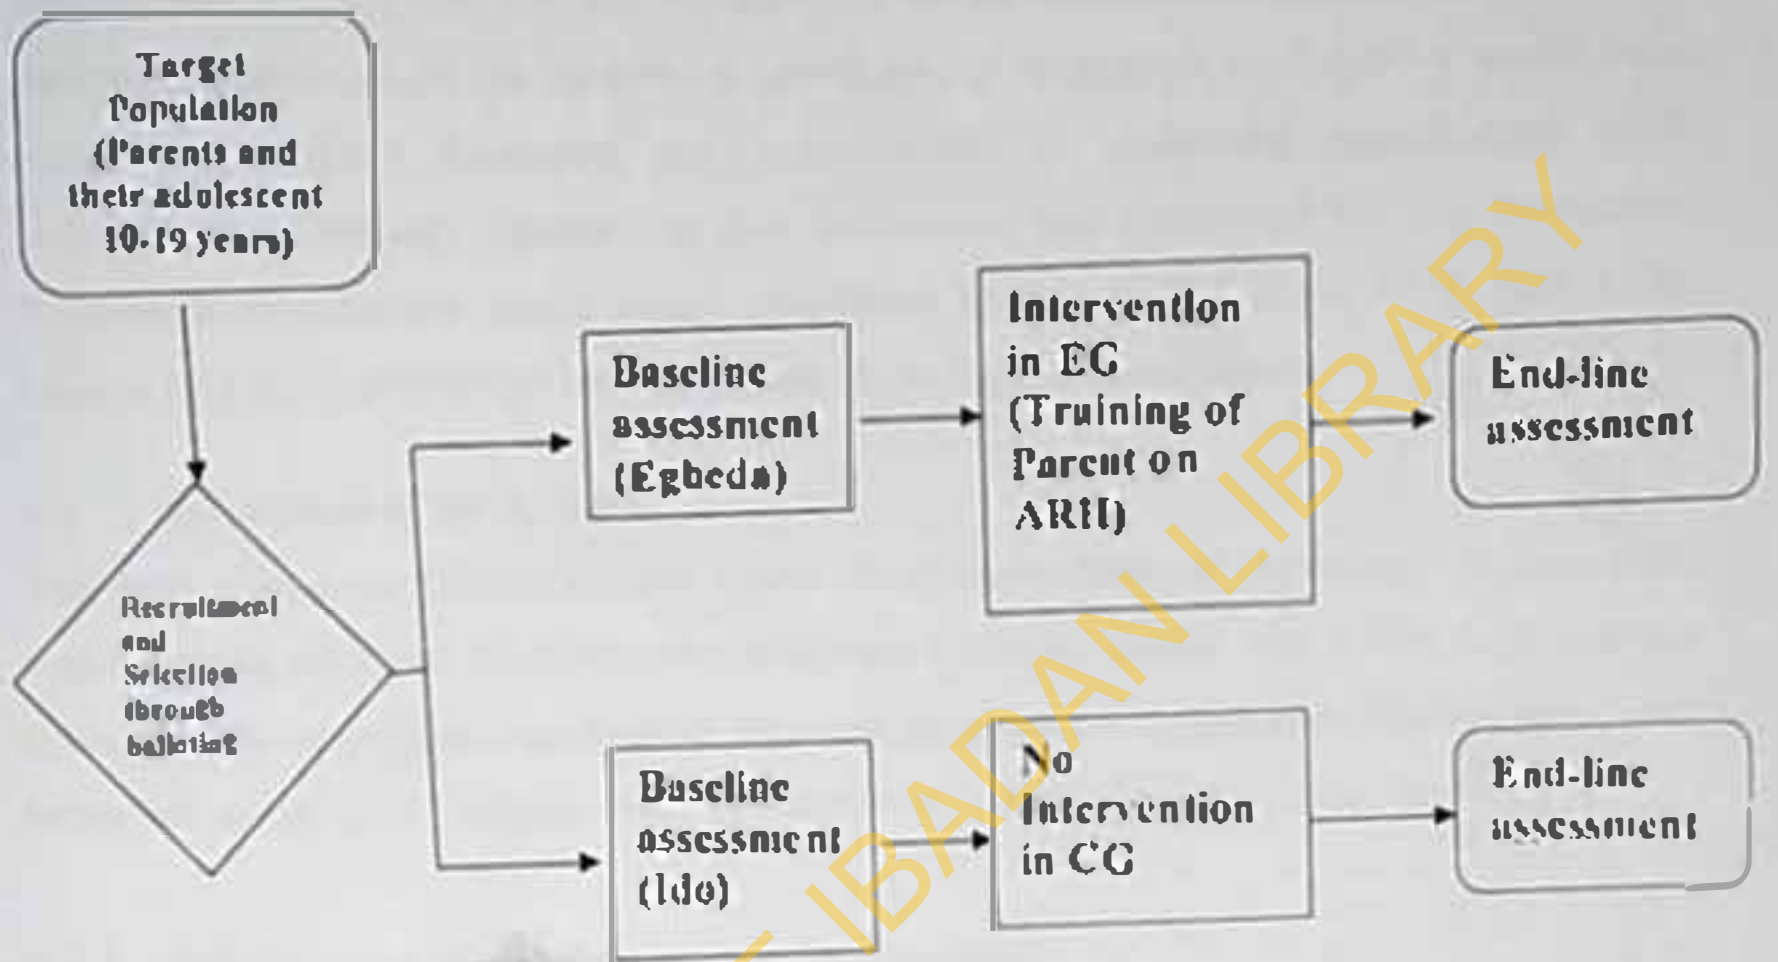 Target
Population
(Parents and
their adolescent
10-19 years)
Recruitment
and
Selection
through
balloting
Baseline
assessment
(Egbeda)
Intervention
in EG
(Training of
Parent on
ARH)
End-line
assessment
Baseline
assessment
(Ido)
No
Intervention
in CG
End-line
assessment
IBADAN LIBRARY